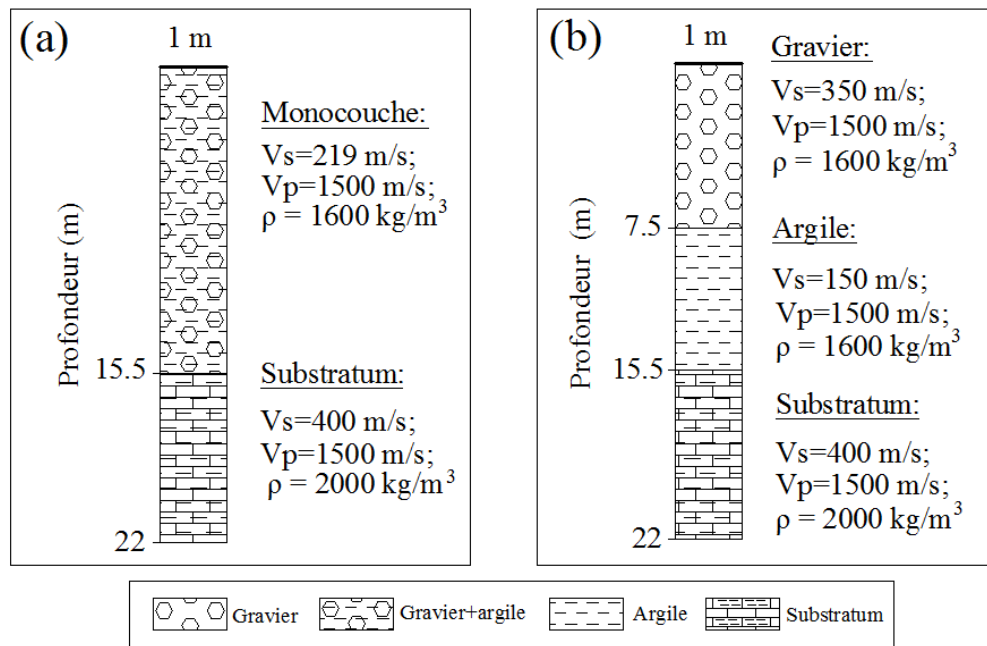 (a)
1 m
Monocouche:
Vs=219 m/s;
Vp=1500 m/s;
ρ = 1600 kg/m³
Profondeur (m)
15.5
Substratum:
Vs=400 m/s;
Vp=1500 m/s;
ρ = 2000 kg/m³
22
(b)
1 m
Gravier:
Vs=350 m/s;
Vp=1500 m/s;
ρ = 1600 kg/m³
Profondeur (m)
7.5
Argile:
Vs=150 m/s;
Vp=1500 m/s;
ρ = 1600 kg/m³
15.5
Substratum:
Vs=400 m/s;
Vp=1500 m/s;
ρ = 2000 kg/m³
22
Gravier
Gravier+argile
Argile
Substratum